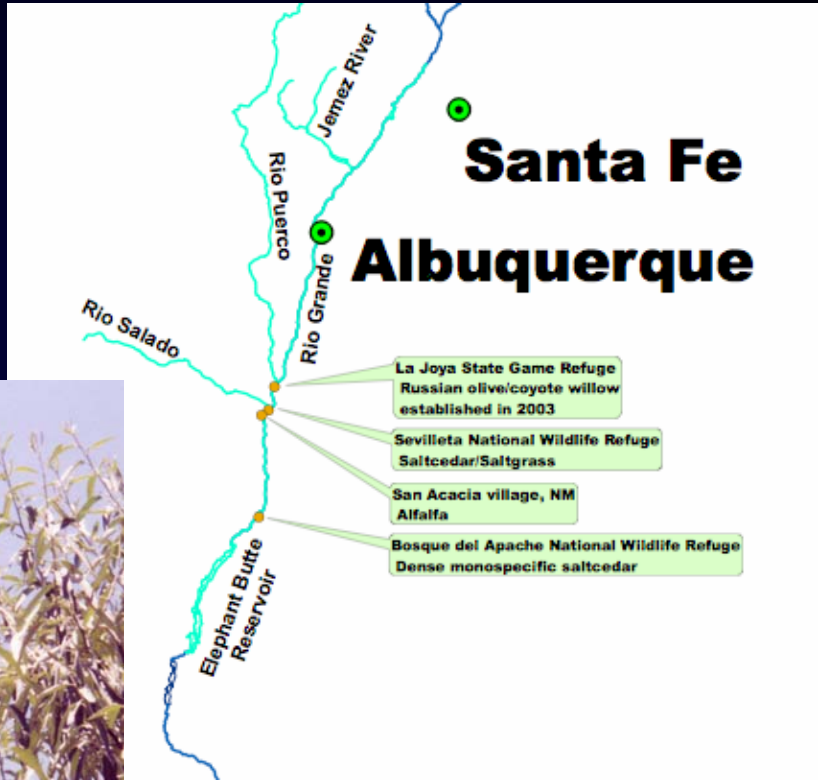 Jemez River
Santa Fe
Rio Puerco
Albuquerque
Rio Grande
Rio Salado
La Joya State Game Refuge
Russian olive/coyote willow
established in 2003
Sevilleta National Wildlife Refuge
Saltcedar/Saltgrass
San Acacia village, NM
Alfalfa
Bosque del Apache National Wildlife Refuge
Dense monospecific saltcedar
Elephant Butte
Reservoir